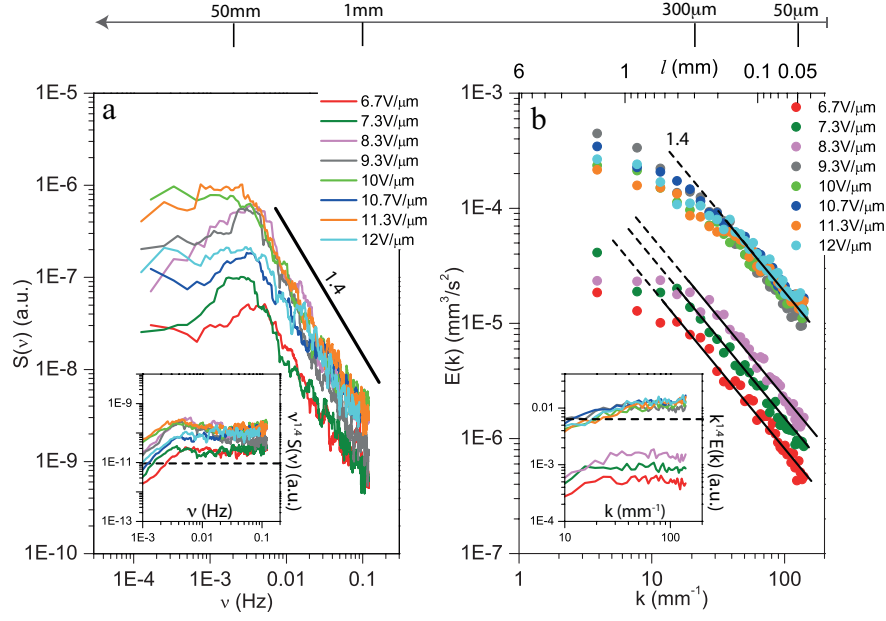 50mm 1mm 300μm 50μm
6 1 l (mm) 0.1 0.05
a
6.7V/μm
7.3V/μm
8.3V/μm
9.3V/μm
10V/μm
10.7V/μm
11.3V/μm
12V/μm
1.4
1E-5
1E-6
1E-7
1E-8
1E-9
1E-10
S(ν) (a.u.)
1E-4 1E-3 0.01 0.1
ν (Hz)
1E-9
1E-11
1E-13
1E-3 0.01 0.1
ν (Hz)
ν^1.4 S(ν) (a.u.)
b
6.7V/μm
7.3V/μm
8.3V/μm
9.3V/μm
10V/μm
10.7V/μm
11.3V/μm
12V/μm
1.4
1E-3
1E-4
1E-5
1E-6
1E-7
E(k) (mm³/s²)
1 10 100
k (mm⁻¹)
0.01
1E-3
1E-4
10 100
k (mm⁻¹)
k^1.4 E(k) (a.u.)